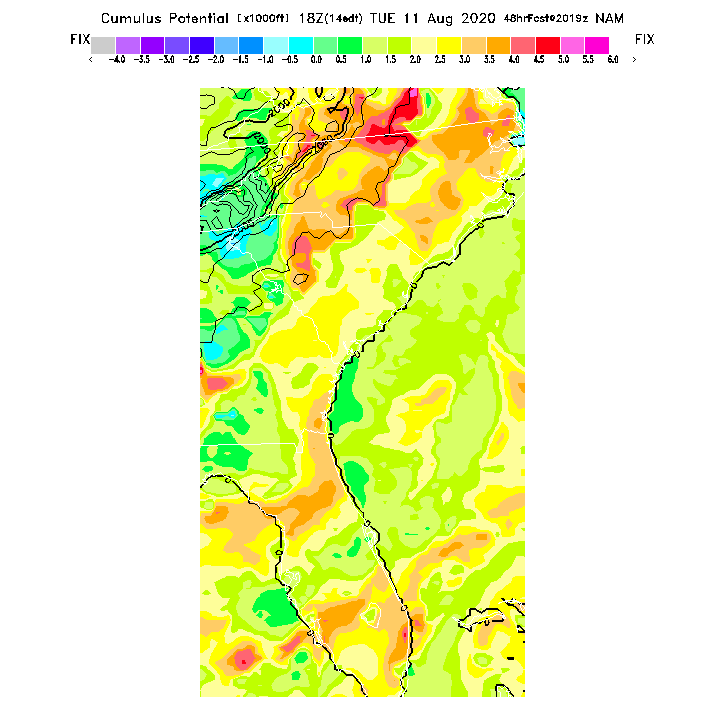 Cumulus Potential [x1000ft] 18Z(14edt) TUE 11 Aug 2020 48hrFcst@2019z NAM
FIX FIX
< -4.0 -3.5 -3.0 -2.5 -2.0 -1.5 -1.0 -0.5 0.0 0.5 1.0 1.5 2.0 2.5 3.0 3.5 4.0 4.5 5.0 5.5 6.0 >
2000
2000